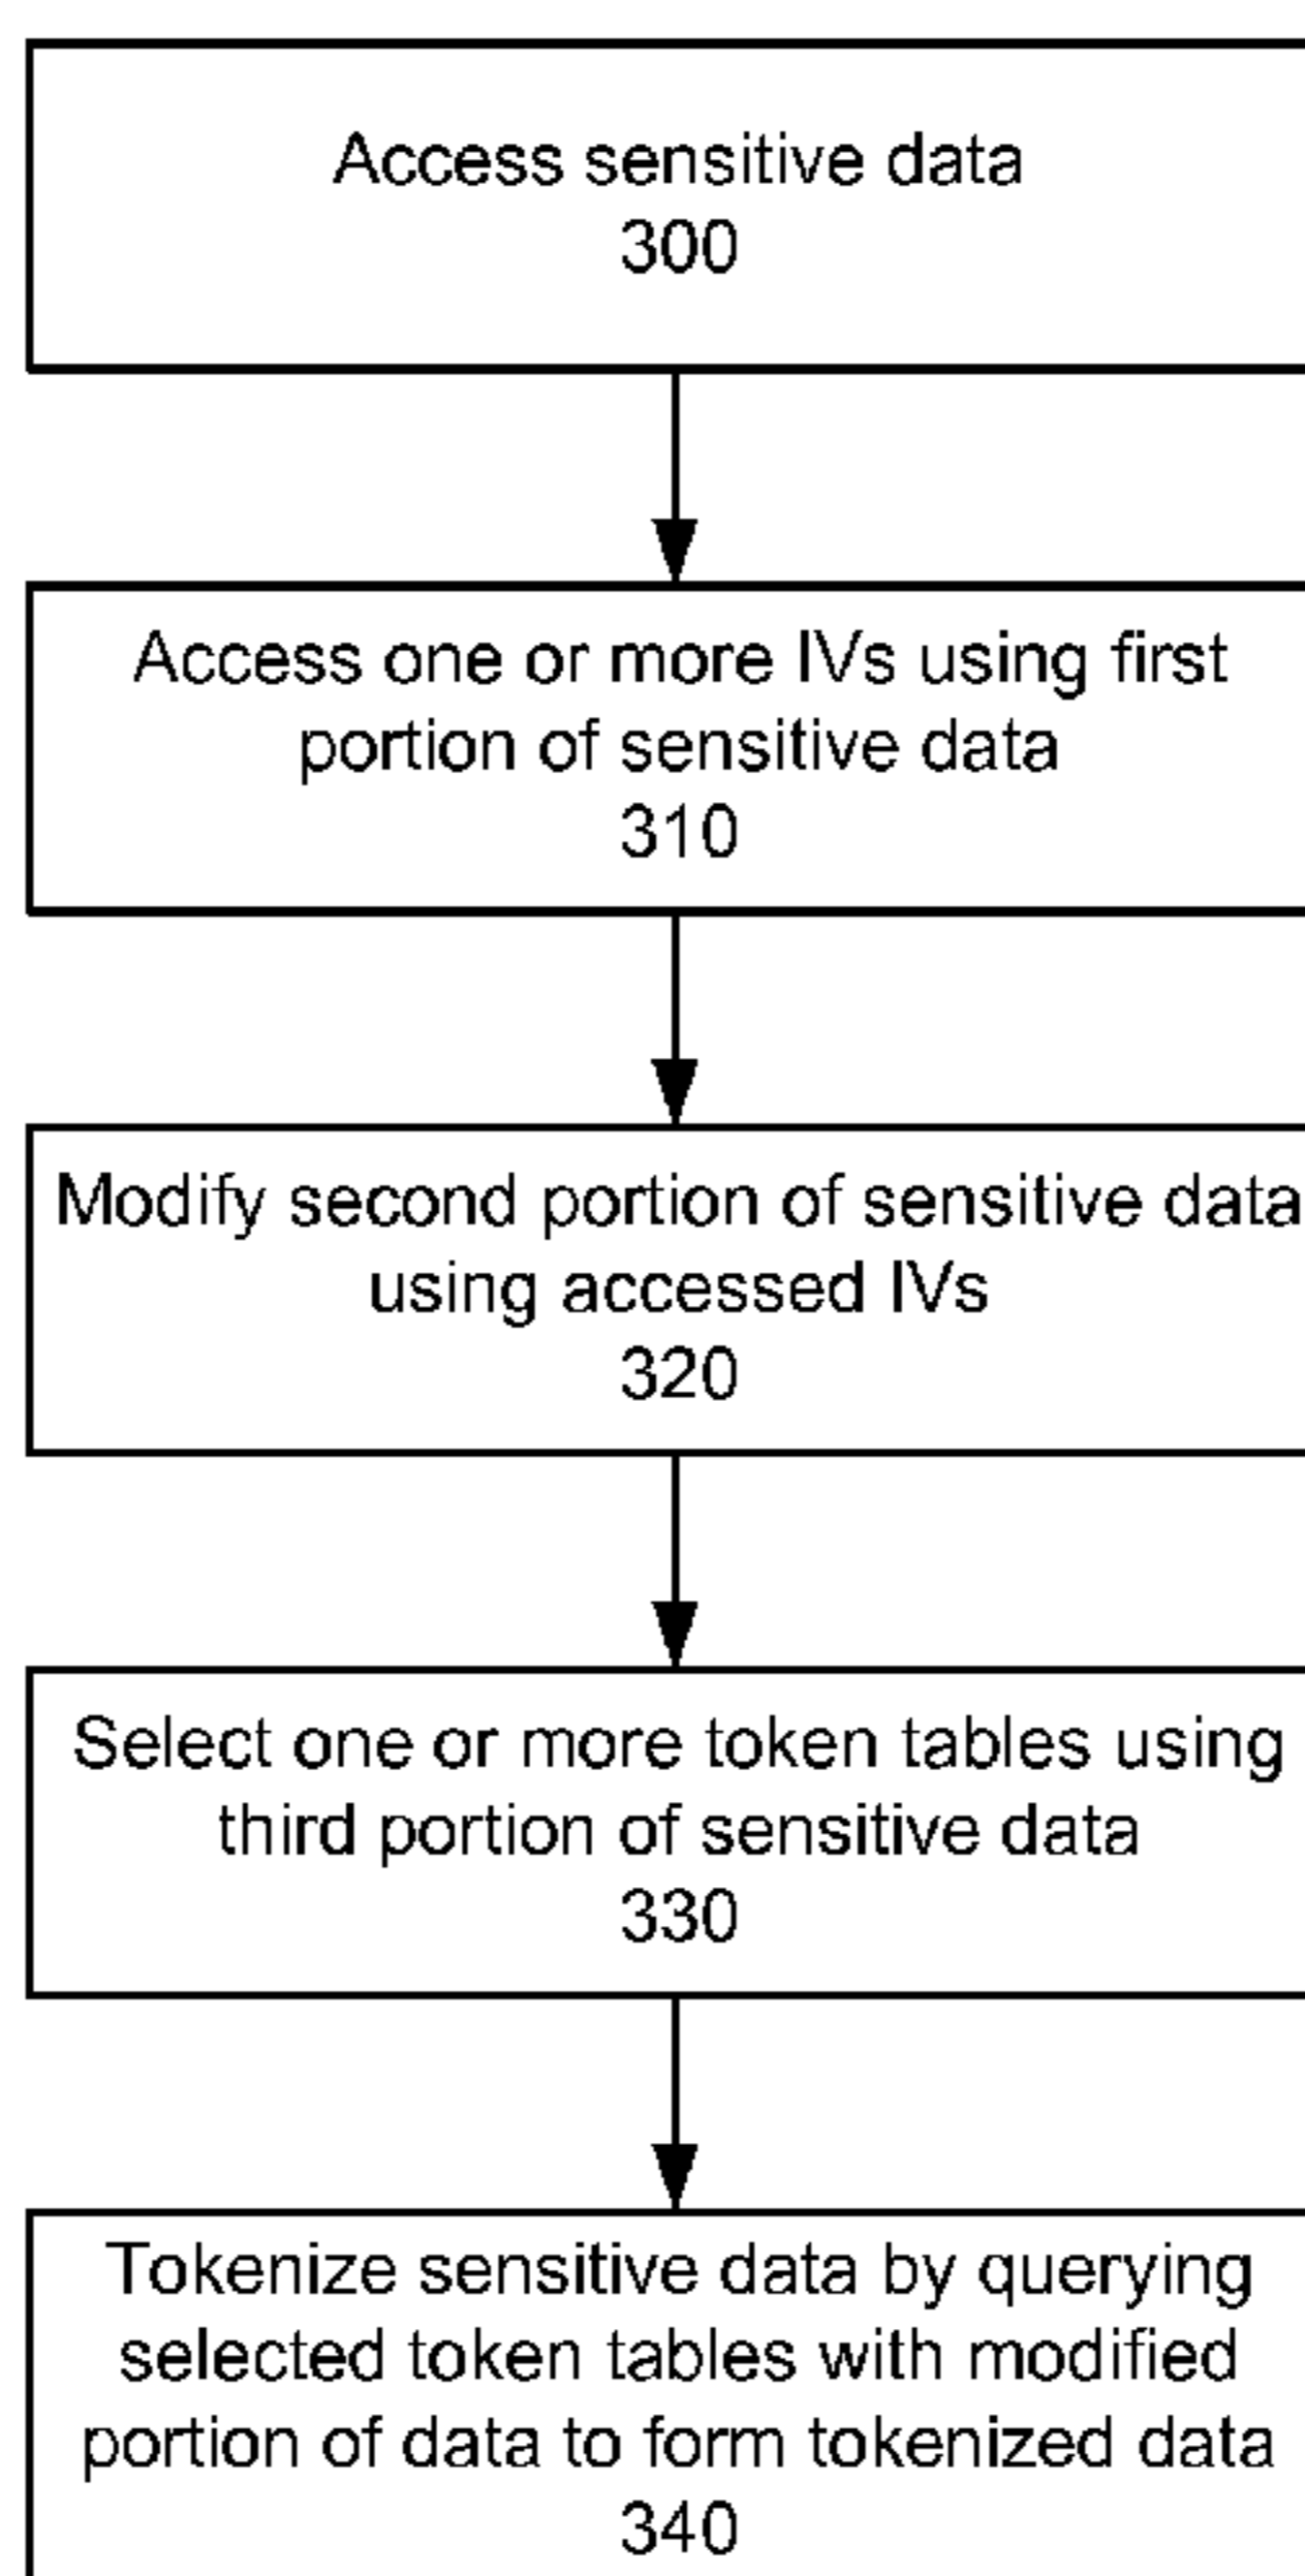 Access sensitive data
300
Access one or more IVs using first
portion of sensitive data
310
Modify second portion of sensitive data
using accessed IVs
320
Select one or more token tables using
third portion of sensitive data
330
Tokenize sensitive data by querying
selected token tables with modified
portion of data to form tokenized data
340